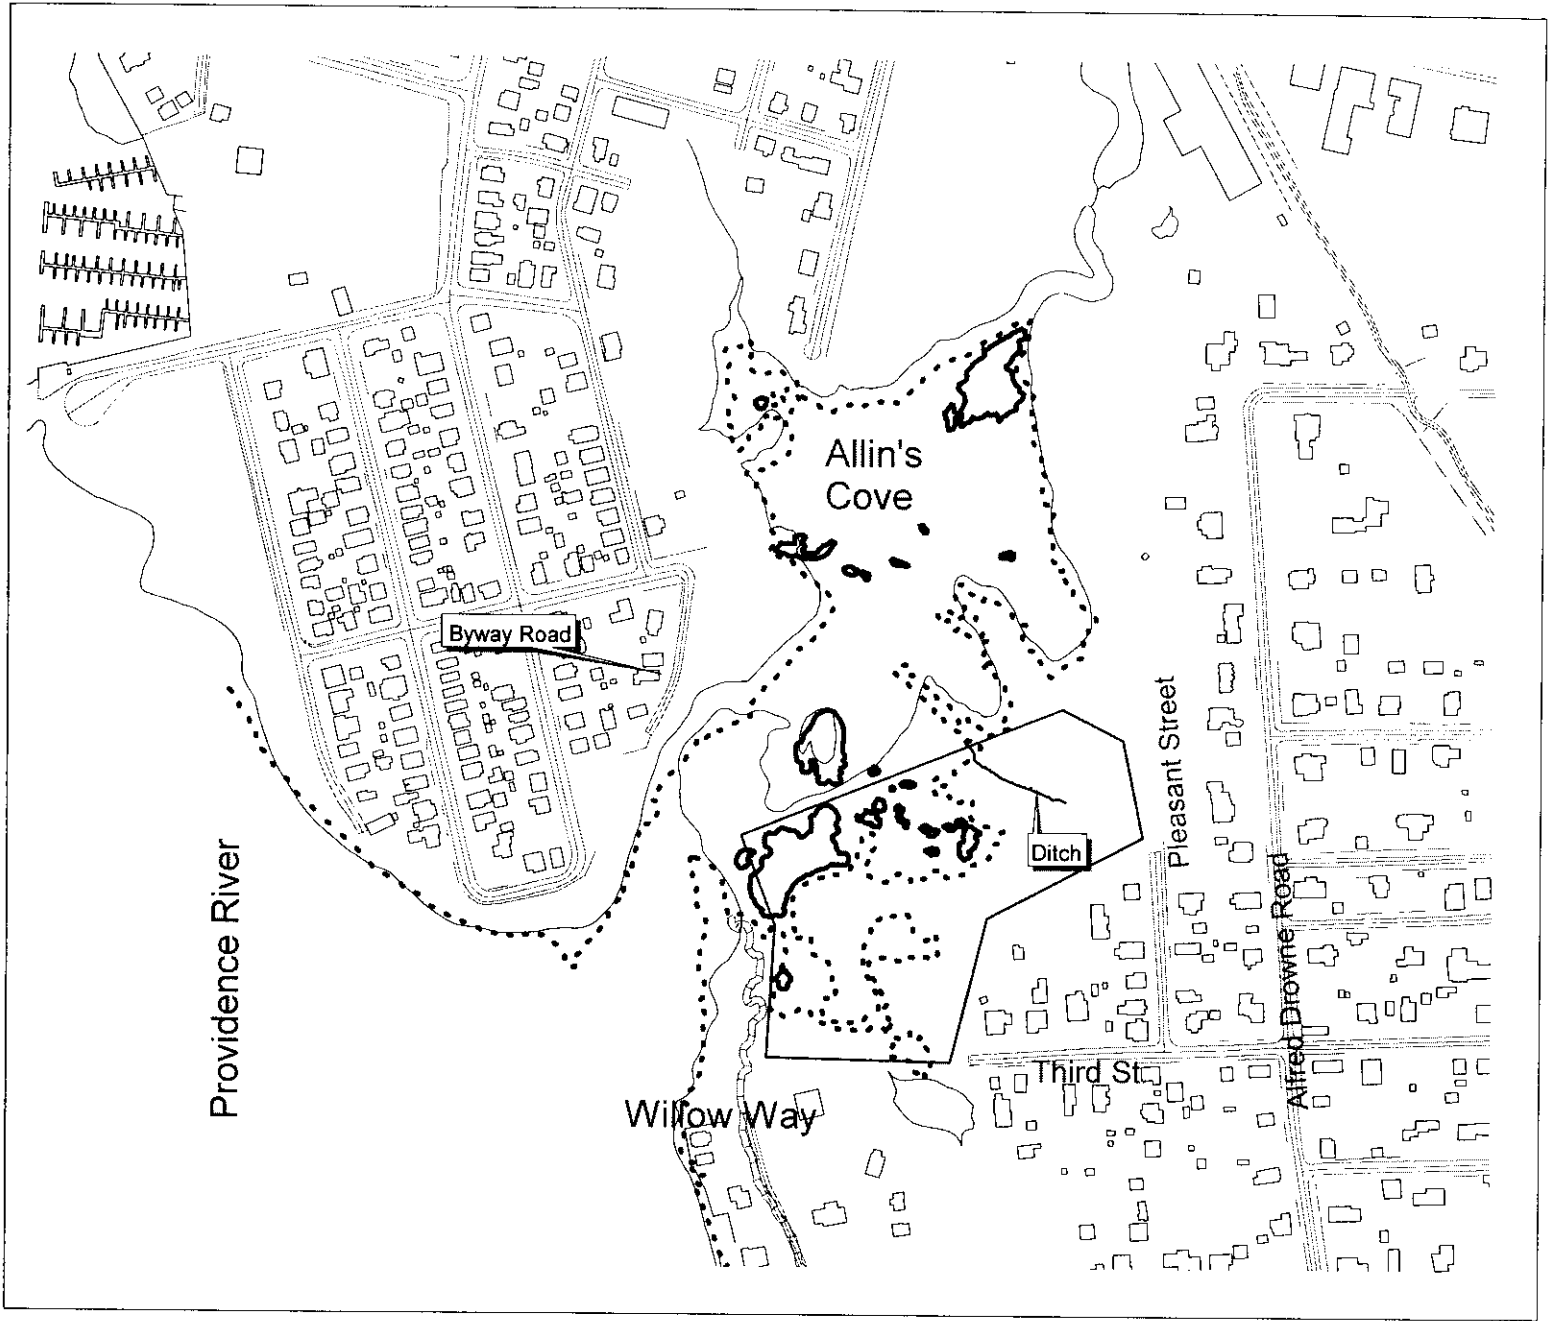 Allin's
Cove
Byway Road
Pleasant Street
Ditch
Providence River
Alfred Drowne Road
Third St.
Willow Way